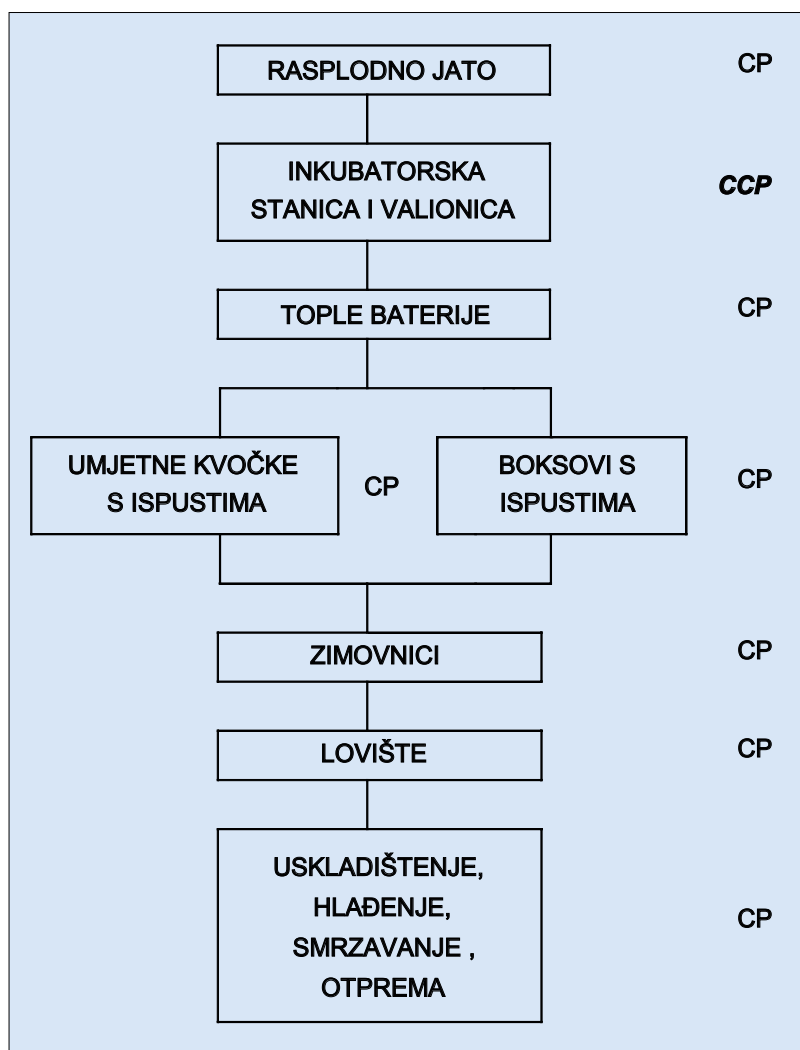 RASPLODNO JATO
CP
INKUBATORSKA
STANICA I VALIONICA
CCP
TOPLE BATERIJE
CP
UMJETNE KVOČKE
S ISPUSTIMA
CP
BOKSOVI S
ISPUSTIMA
CP
ZIMOVNICI
CP
LOVIŠTE
CP
USKLADIŠTENJE,
HLAĐENJE,
SMRZAVANJE ,
OTPREMA
CP